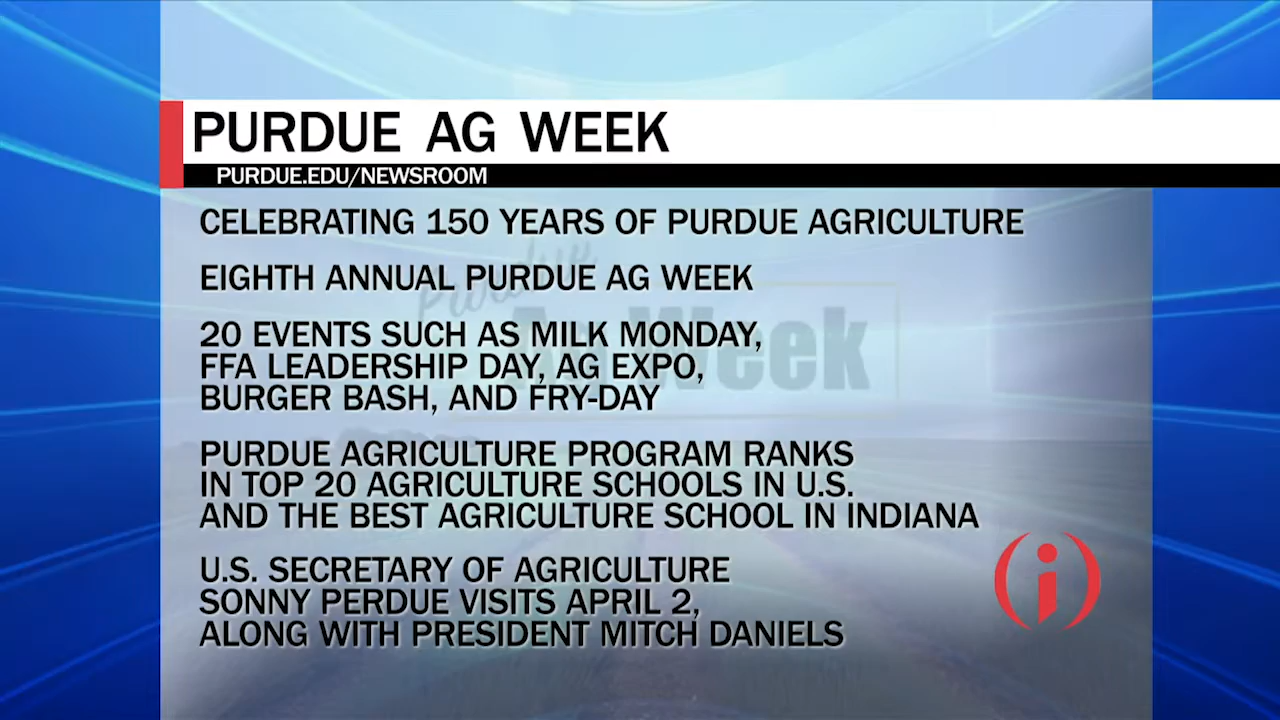 PURDUE AG WEEK
PURDUE.EDU/NEWSROOM
CELEBRATING 150 YEARS OF PURDUE AGRICULTURE
EIGHTH ANNUAL PURDUE AG WEEK
20 EVENTS SUCH AS MILK MONDAY,
FFA LEADERSHIP DAY, AG EXPO,
BURGER BASH, AND FRY-DAY
PURDUE AGRICULTURE PROGRAM RANKS
IN TOP 20 AGRICULTURE SCHOOLS IN U.S.
AND THE BEST AGRICULTURE SCHOOL IN INDIANA
U.S. SECRETARY OF AGRICULTURE
SONNY PERDUE VISITS APRIL 2,
ALONG WITH PRESIDENT MITCH DANIELS
Purdue
Ag Week
(i)